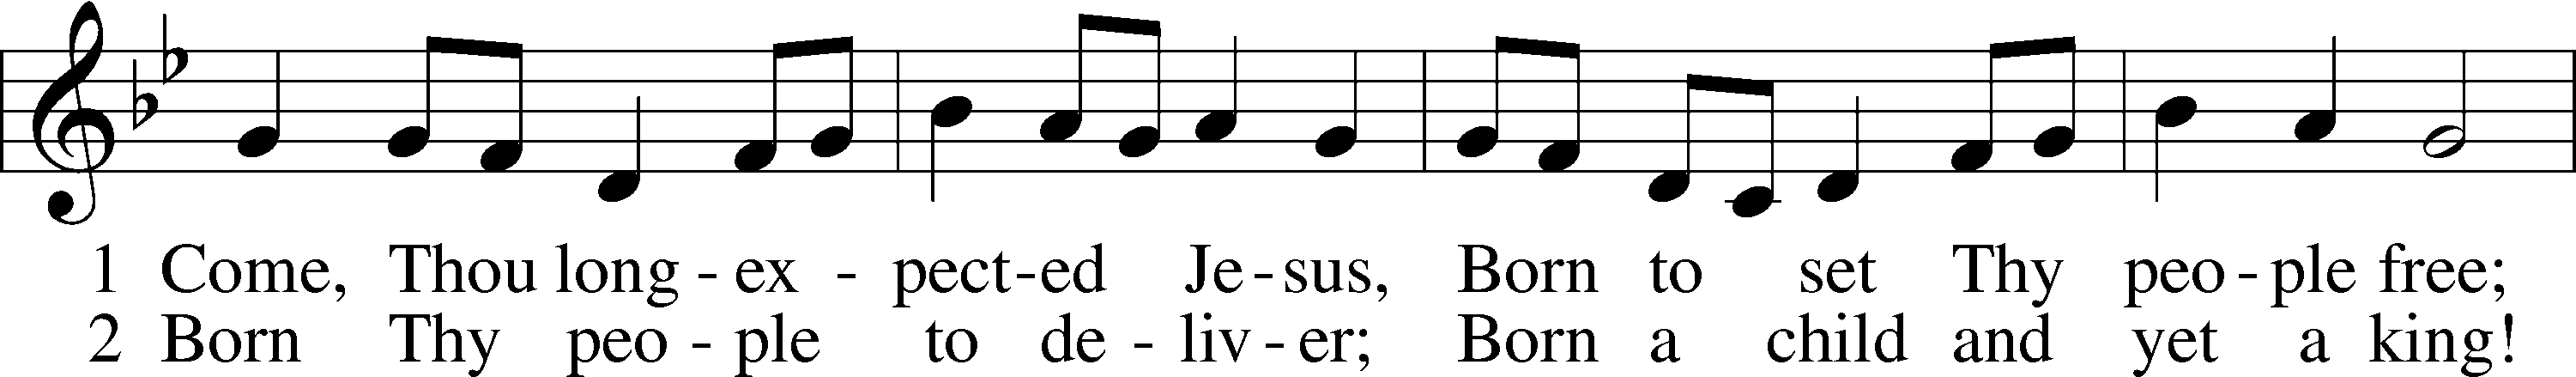 1 Come, Thou long - ex - pect - ed Je - sus, Born to set Thy peo - ple free;
2 Born Thy peo - ple to de - liv - er; Born a child and yet a king!